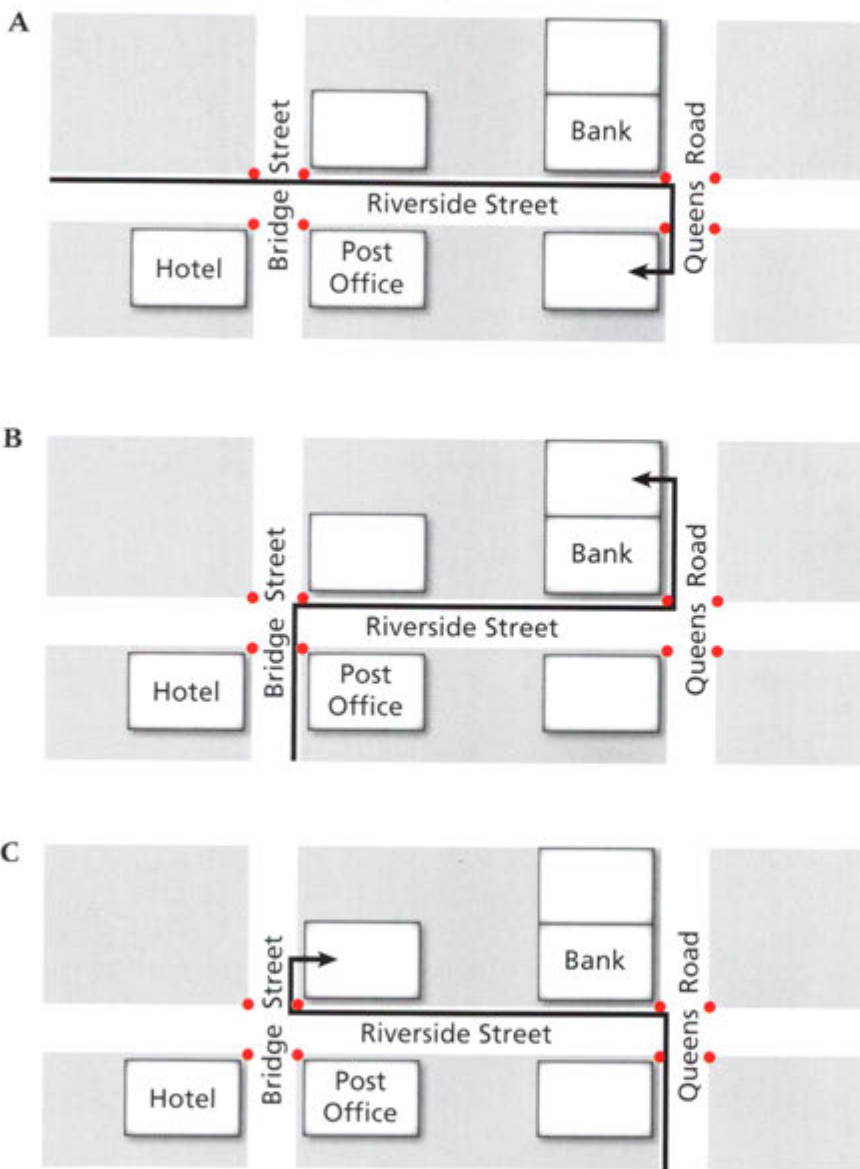 A
Bank
Bridge Street
Queens Road
Riverside Street
Hotel
Post
Office
B
Bank
Bridge Street
Queens Road
Riverside Street
Hotel
Post
Office
C
Bank
Bridge Street
Queens Road
Riverside Street
Hotel
Post
Office